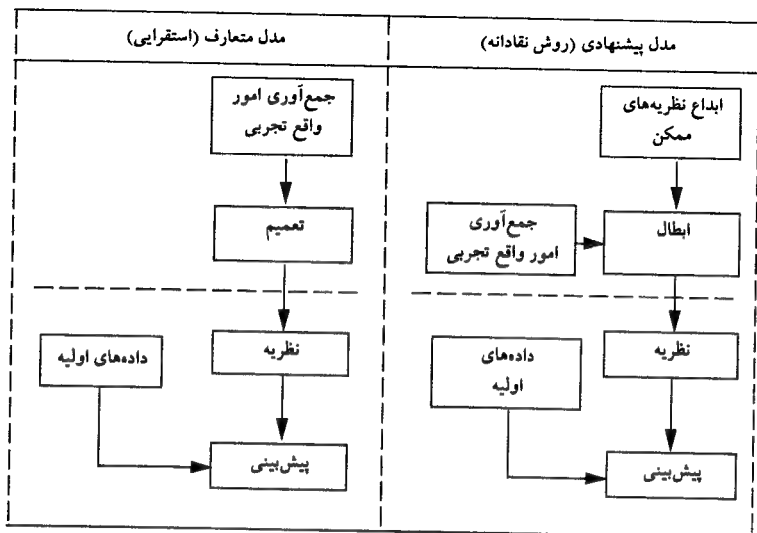 مدل پیشنهادی (روش نقادانه)
ابداع نظریه‌های
ممکن
ابطال
جمع‌آوری
امور واقع تجربی
نظریه
داده‌های
اولیه
پیش‌بینی
مدل متعارف (استقرایی)
جمع‌آوری امور
واقع تجربی
تعمیم
نظریه
داده‌های اولیه
پیش‌بینی